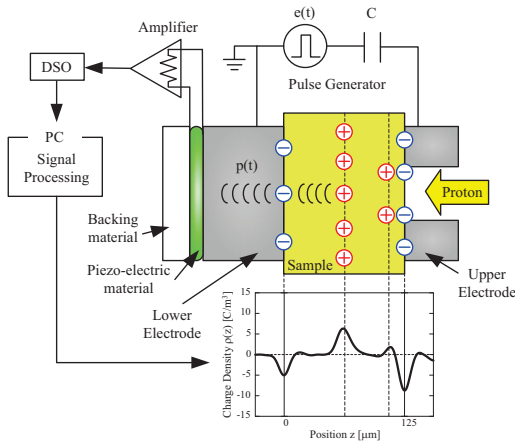 e(t)
C
Amplifier
DSO
Pulse Generator
PC
Signal
Processing
p(t)
Proton
Backing
material
Piezo-electric
material
Sample
Lower
Electrode
Upper
Electrode
Charge Density ρ(z) [C/m³]
15
10
5
0
-5
-10
-15
0
125
Position z [μm]